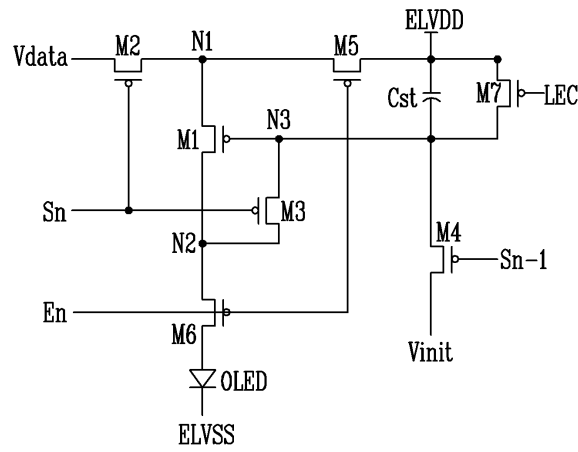 ELVDD
Vdata
M2
N1
M5
Cst
M7
LEC
M1
N3
Sn
M3
N2
M4
Sn-1
En
M6
Vinit
OLED
ELVSS